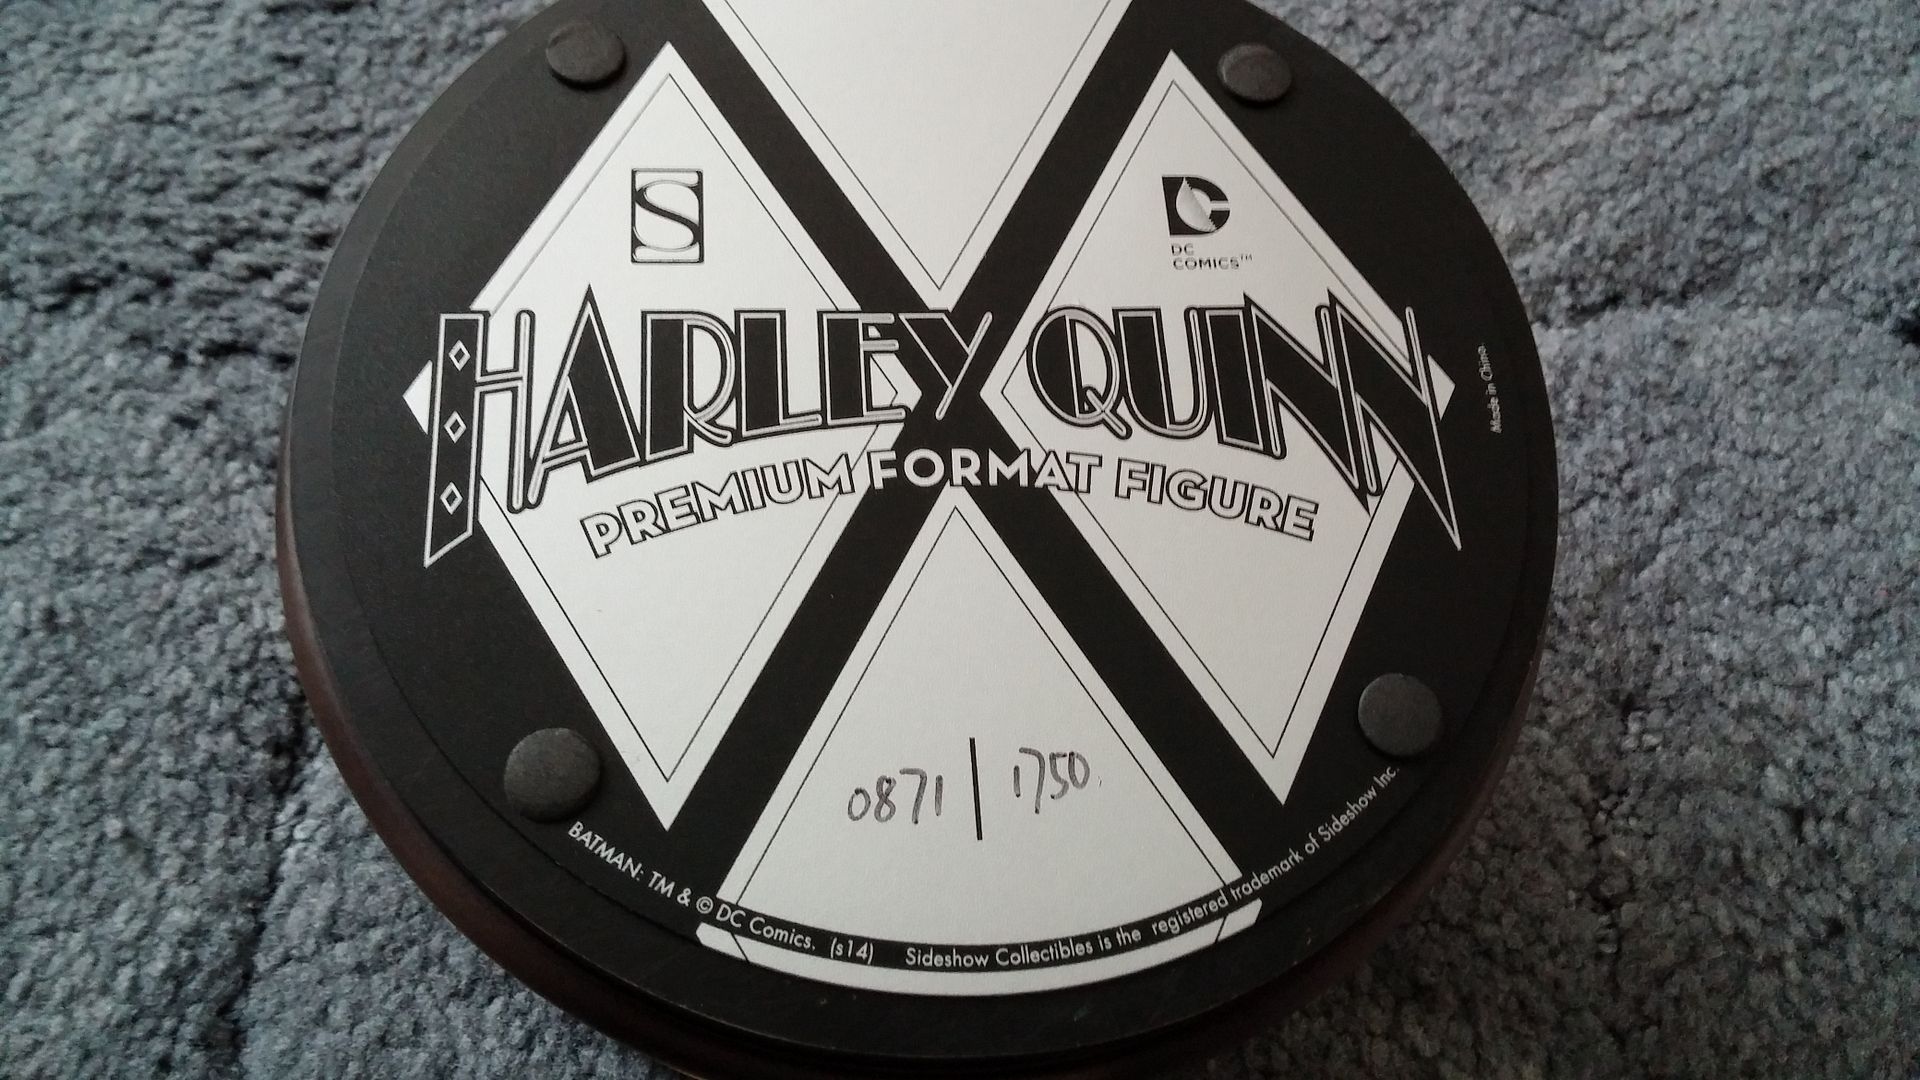 S
DC
DC
COMICS™
HARLEY QUINN
PREMIUM FORMAT FIGURE
Made in China.
0871 | 1750.
BATMAN: TM & © DC Comics. (s14) Sideshow Collectibles is the registered trademark of Sideshow Inc.